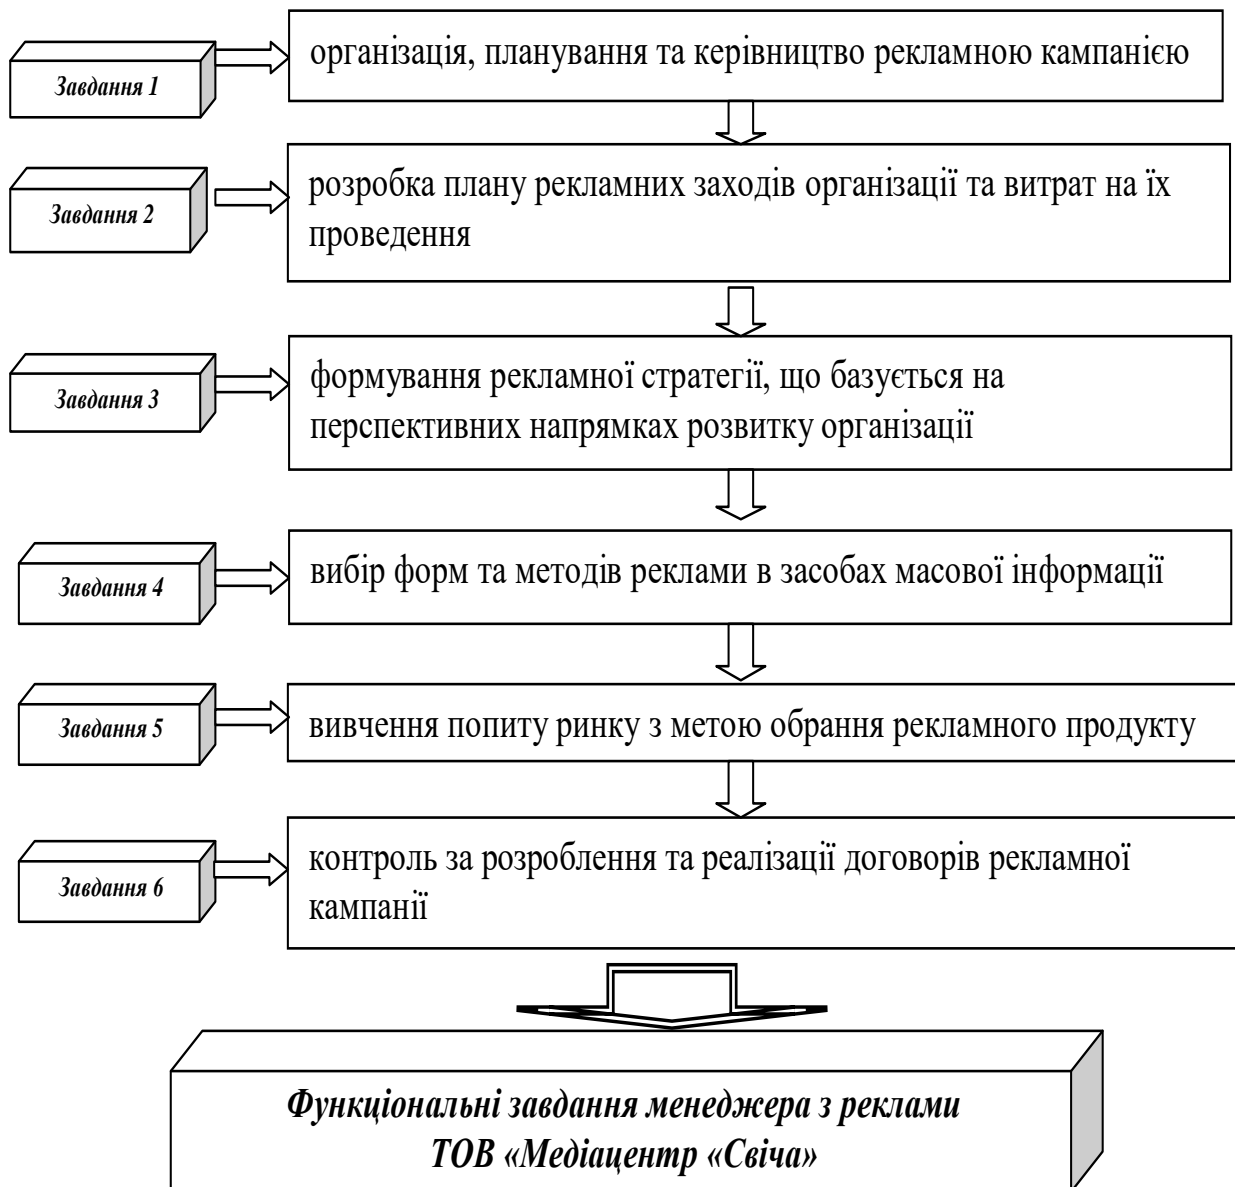 Завдання 1
організація, планування та керівництво рекламною кампанією
Завдання 2
розробка плану рекламних заходів організації та витрат на їх
проведення
Завдання 3
формування рекламної стратегії, що базується на
перспективних напрямках розвитку організації
Завдання 4
вибір форм та методів реклами в засобах масової інформації
Завдання 5
вивчення попиту ринку з метою обрання рекламного продукту
Завдання 6
контроль за розроблення та реалізації договорів рекламної
кампанії
Функціональні завдання менеджера з реклами
ТОВ «Медіацентр «Свіча»